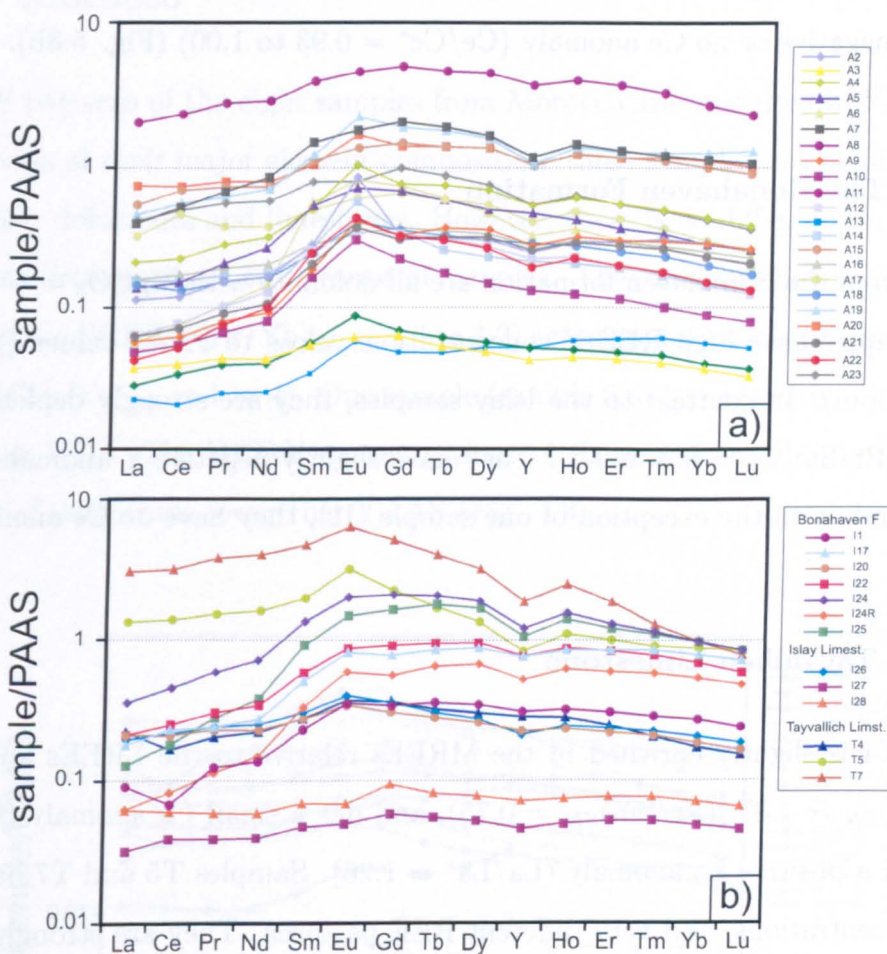 10
1
0.1
0.01
sample/PAAS
A2
A3
A4
A5
A6
A7
A8
A9
A10
A11
A12
A13
A14
A15
A16
A17
A18
A19
A20
A21
A22
A23
a)
La Ce Pr Nd Sm Eu Gd Tb Dy Y Ho Er Tm Yb Lu
10
1
0.1
0.01
sample/PAAS
Bonahaven F
I1
I17
I20
I22
I24
I24R
I25
Islay Limest.
I26
I27
I28
Tayvallich Limst.
T4
T5
T7
b)
La Ce Pr Nd Sm Eu Gd Tb Dy Y Ho Er Tm Yb Lu